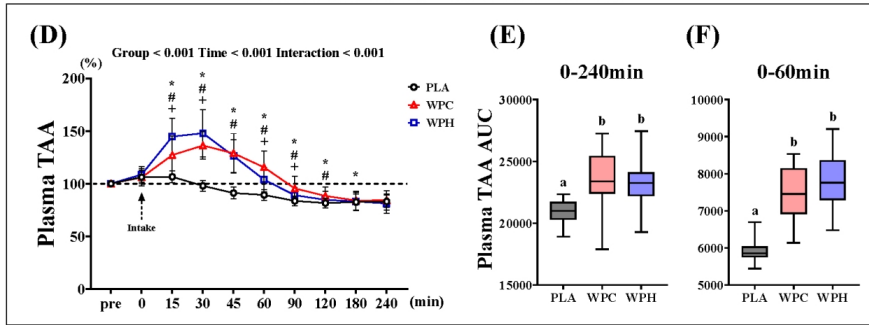 (D)
Group < 0.001 Time < 0.001 Interaction < 0.001
(%)
Plasma TAA
200
150
100
50
0
* # +
* # +
* #
* # +
* # +
* #
*
Intake
pre 0 15 30 45 60 90 120 180 240 (min)
PLA
WPC
WPH
(E)
0-240min
Plasma TAA AUC
30000
25000
20000
15000
a
b
b
PLA WPC WPH
(F)
0-60min
10000
9000
8000
7000
6000
5000
a
b
b
PLA WPC WPH